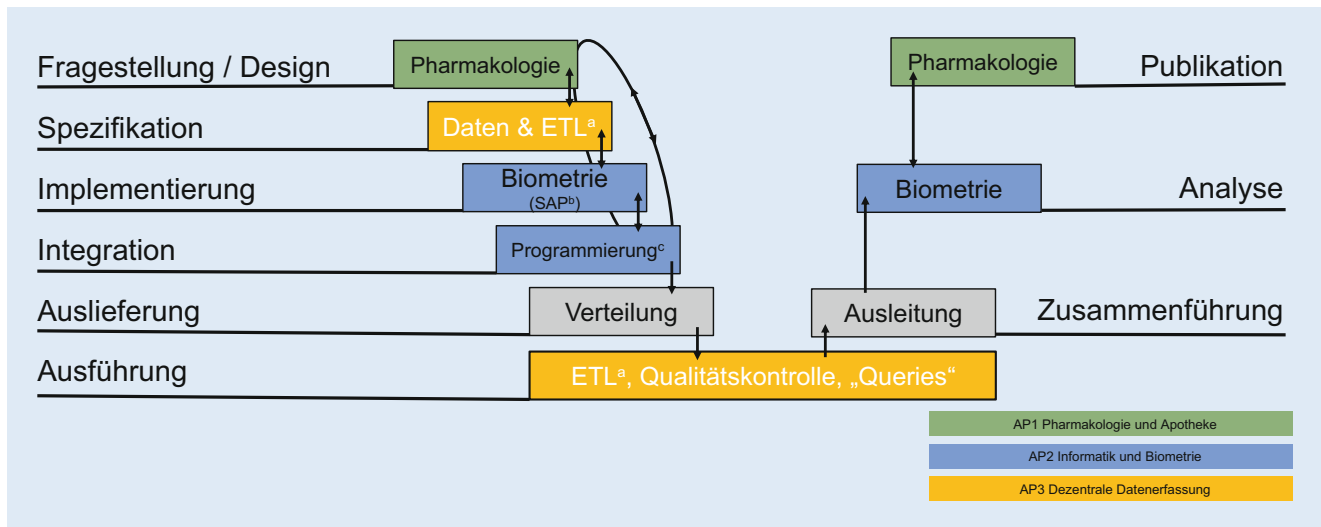 Fragestellung / Design
Pharmakologie
Pharmakologie
Publikation
Spezifikation
Daten & ETLᵃ
Implementierung
Biometrie
(SAPᵇ)
Biometrie
Analyse
Integration
Programmierungᶜ
Auslieferung
Verteilung
Ausleitung
Zusammenführung
Ausführung
ETLᵃ, Qualitätskontrolle, „Queries“
AP1 Pharmakologie und Apotheke
AP2 Informatik und Biometrie
AP3 Dezentrale Datenerfassung